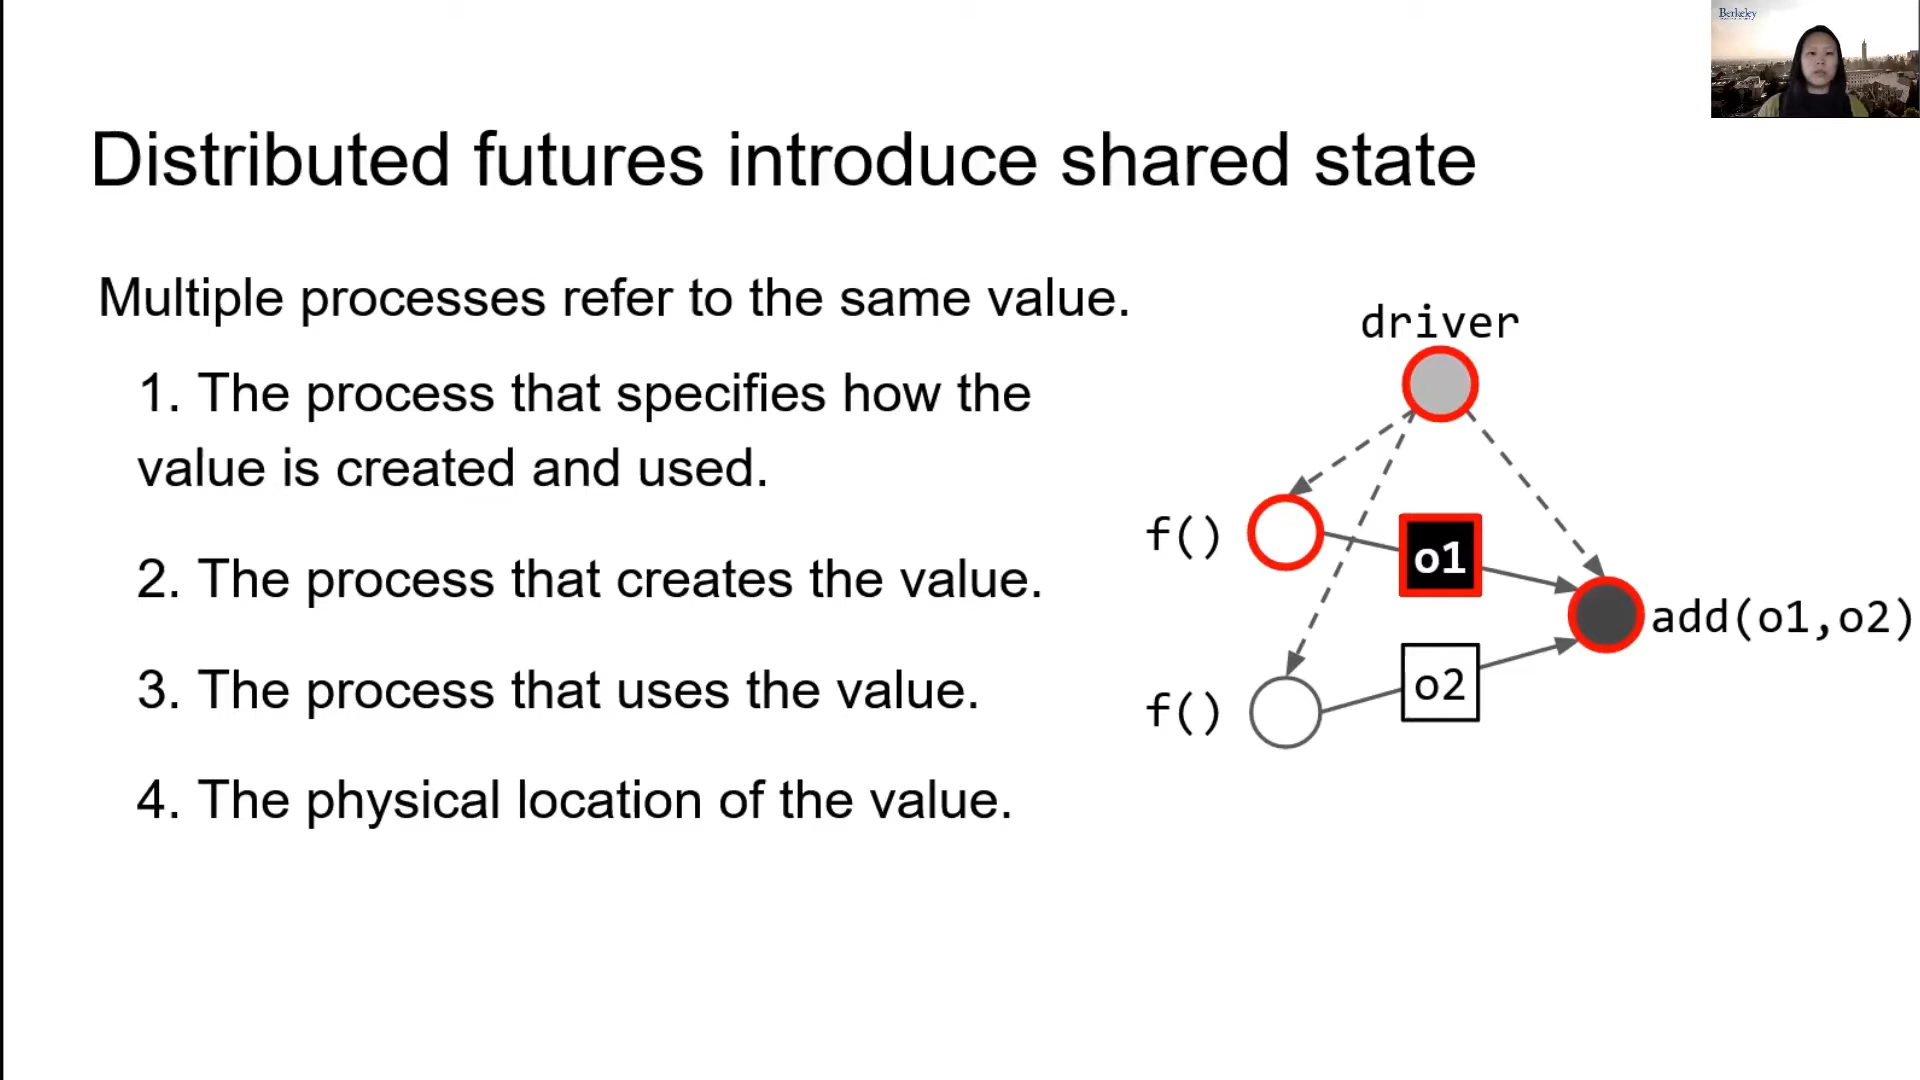 Berkeley
Distributed futures introduce shared state
Multiple processes refer to the same value.
1. The process that specifies how the
value is created and used.
2. The process that creates the value.
3. The process that uses the value.
4. The physical location of the value.
driver
f()
o1
add(o1,o2)
o2
f()